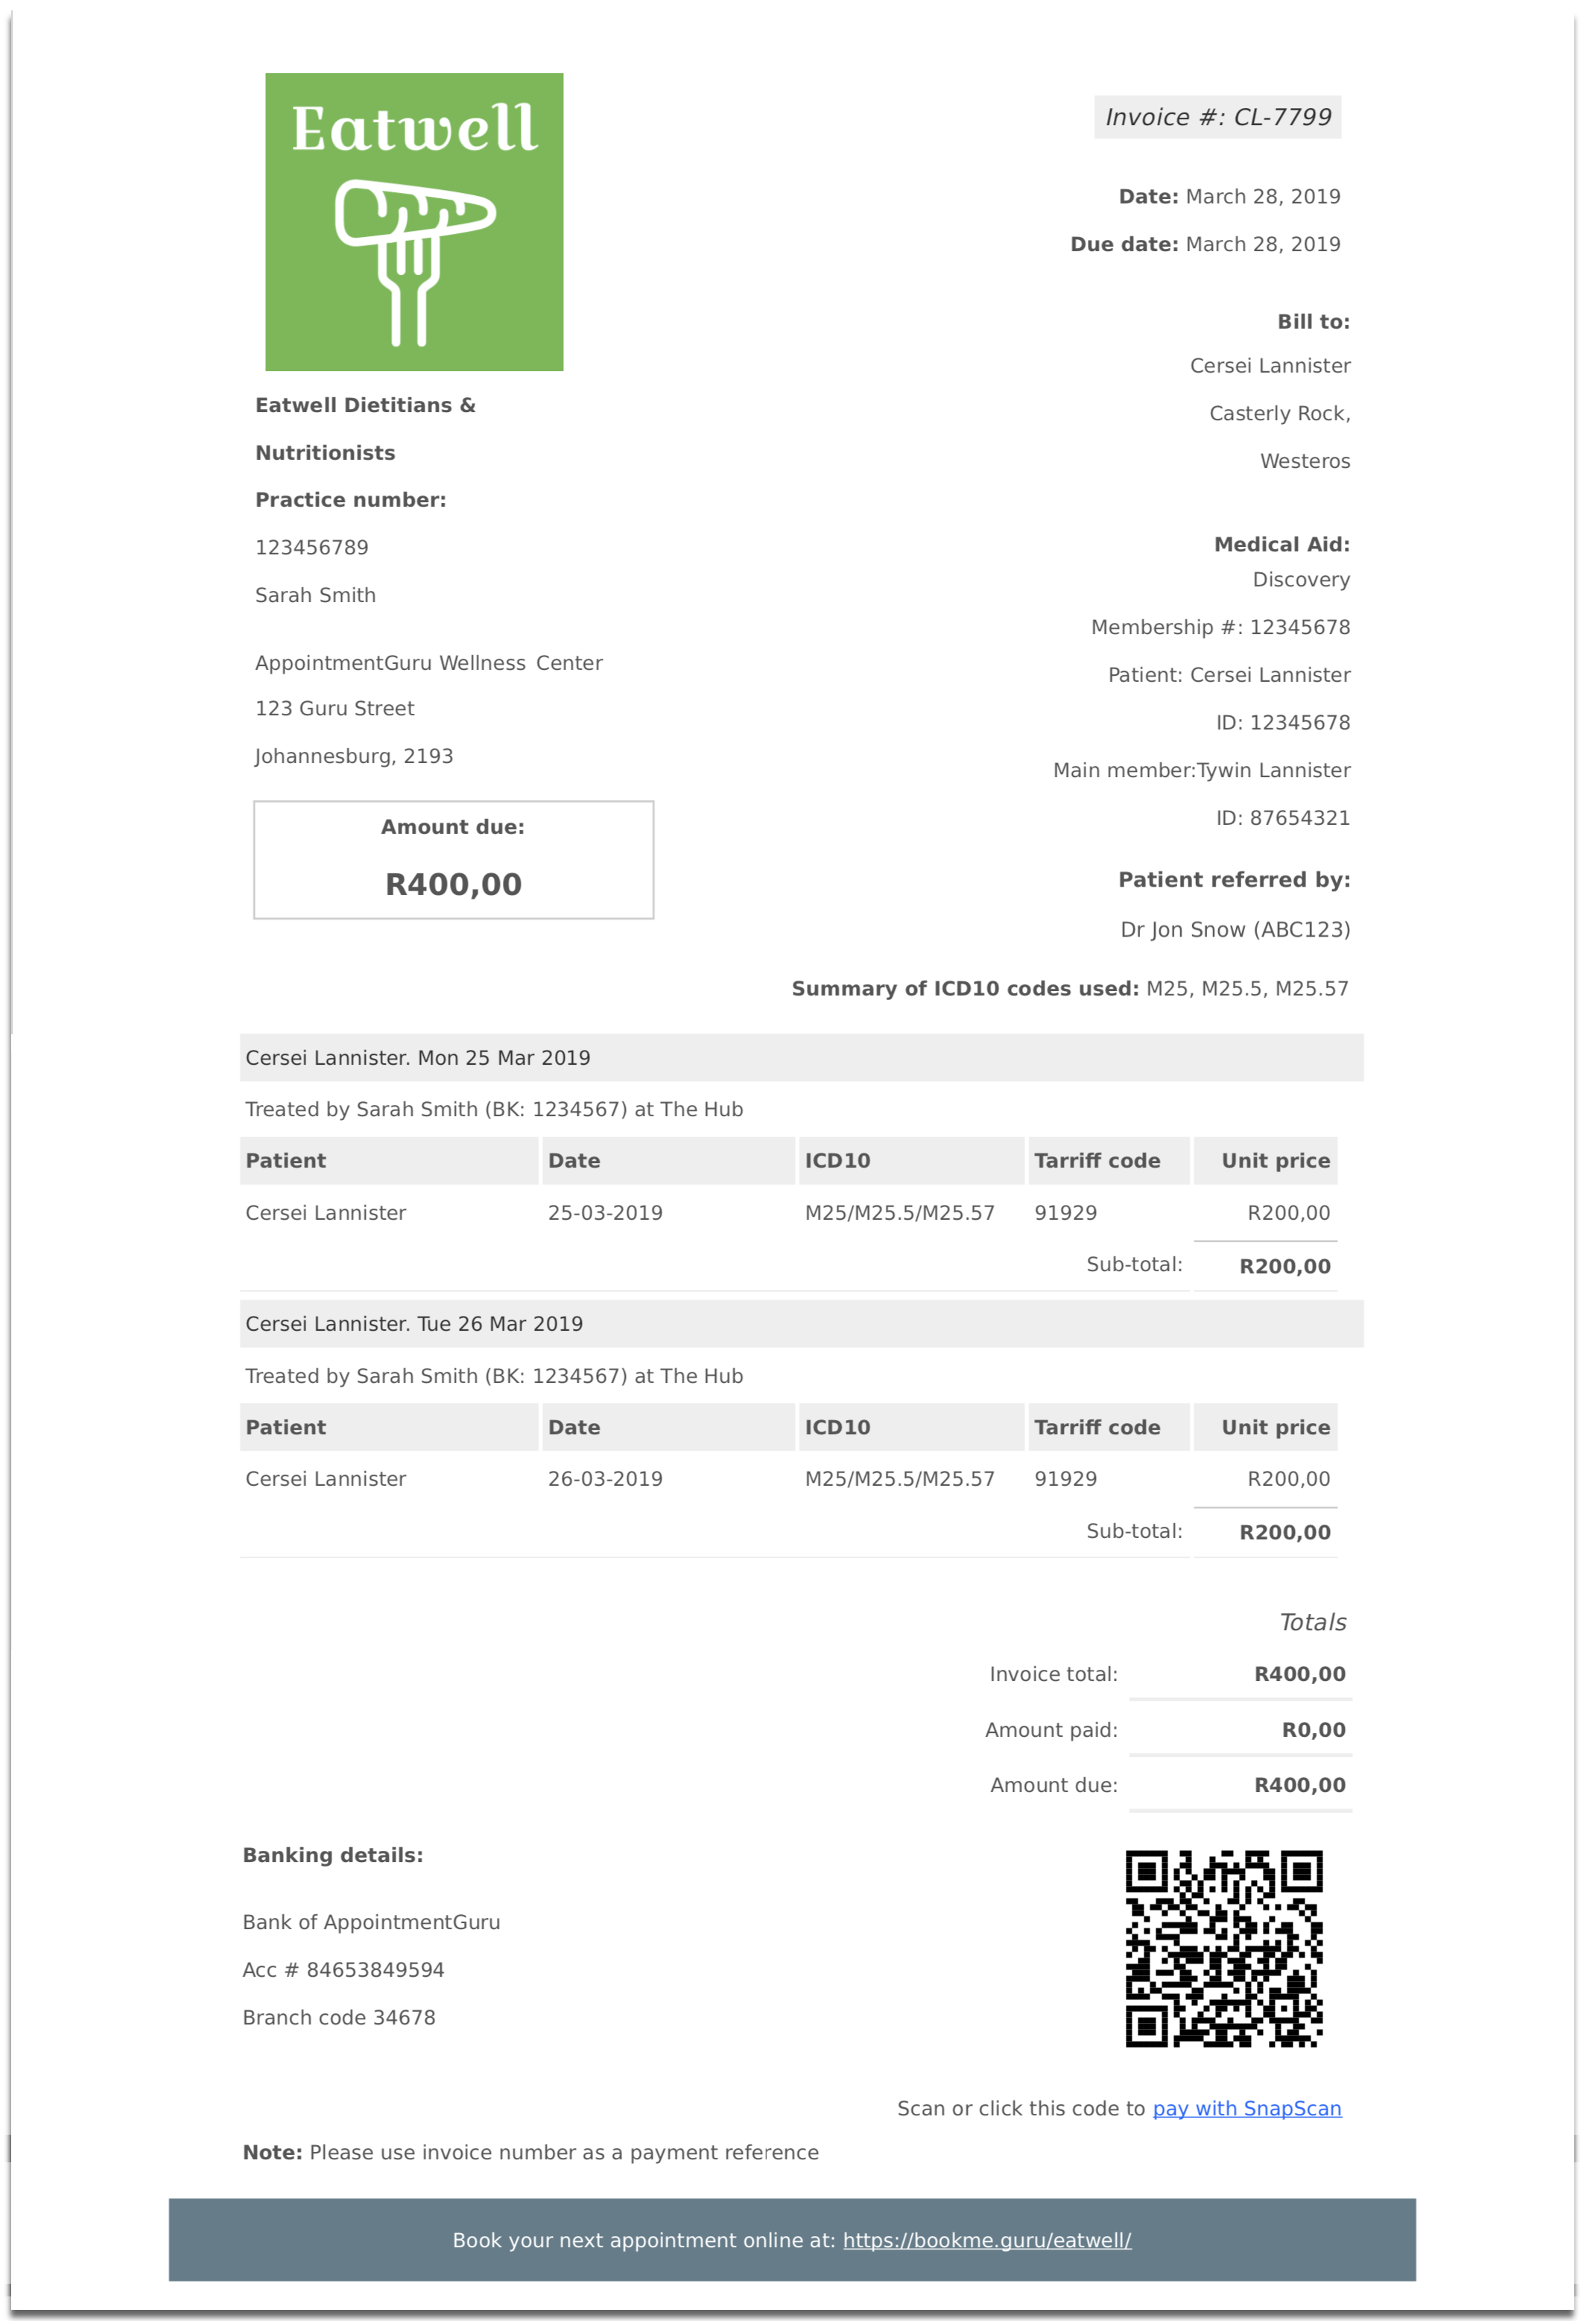 Eatwell
Eatwell Dietitians &
Nutritionists
Practice number:
123456789
Sarah Smith
AppointmentGuru Wellness Center
123 Guru Street
Johannesburg, 2193
Amount due:
R400,00
Invoice #: CL-7799
Date: March 28, 2019
Due date: March 28, 2019
Bill to:
Cersei Lannister
Casterly Rock,
Westeros
Medical Aid:
Discovery
Membership #: 12345678
Patient: Cersei Lannister
ID: 12345678
Main member:Tywin Lannister
ID: 87654321
Patient referred by:
Dr Jon Snow (ABC123)
Summary of ICD10 codes used: M25, M25.5, M25.57
Cersei Lannister. Mon 25 Mar 2019
Treated by Sarah Smith (BK: 1234567) at The Hub
Patient Date ICD10 Tarriff code Unit price
Cersei Lannister 25-03-2019 M25/M25.5/M25.57 91929 R200,00
Sub-total: R200,00
Cersei Lannister. Tue 26 Mar 2019
Treated by Sarah Smith (BK: 1234567) at The Hub
Patient Date ICD10 Tarriff code Unit price
Cersei Lannister 26-03-2019 M25/M25.5/M25.57 91929 R200,00
Sub-total: R200,00
Totals
Invoice total: R400,00
Amount paid: R0,00
Amount due: R400,00
Banking details:
Bank of AppointmentGuru
Acc # 84653849594
Branch code 34678
Scan or click this code to pay with SnapScan
Note: Please use invoice number as a payment reference
Book your next appointment online at: https://bookme.guru/eatwell/